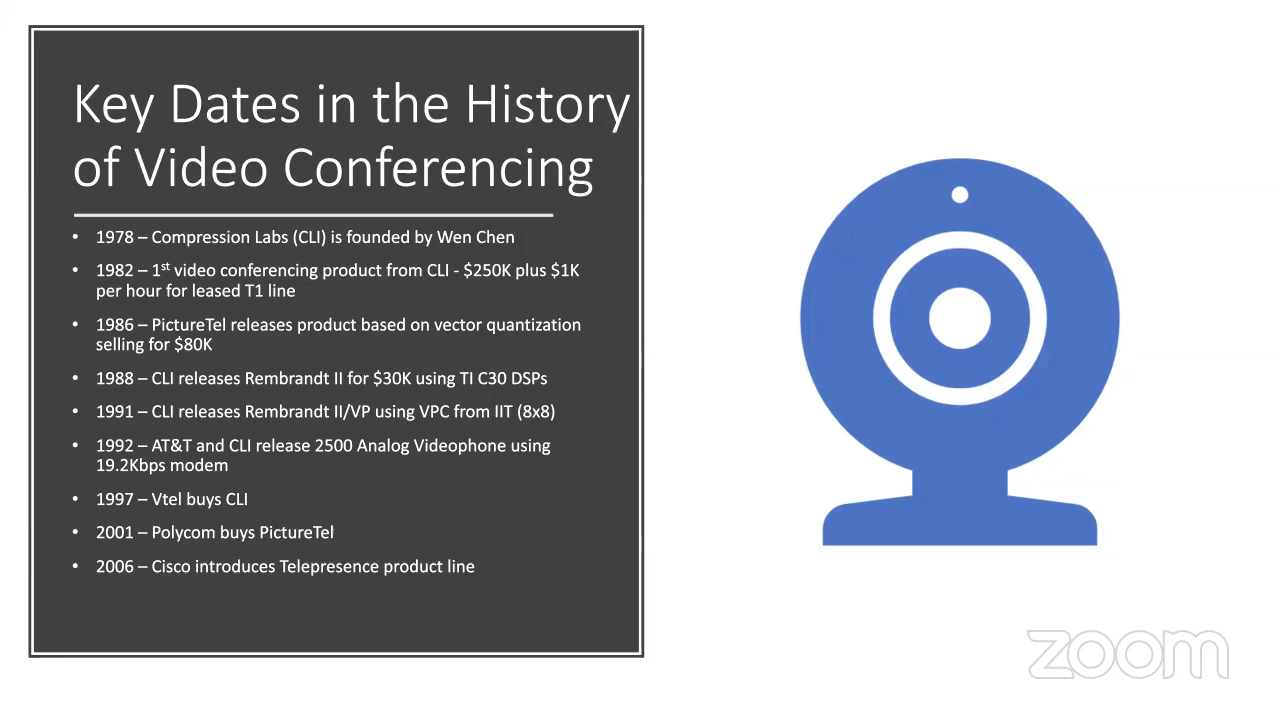 Key Dates in the History
of Video Conferencing
• 1978 – Compression Labs (CLI) is founded by Wen Chen
• 1982 – 1st video conferencing product from CLI - $250K plus $1K
per hour for leased T1 line
• 1986 – PictureTel releases product based on vector quantization
selling for $80K
• 1988 – CLI releases Rembrandt II for $30K using TI C30 DSPs
• 1991 – CLI releases Rembrandt II/VP using VPC from IIT (8x8)
• 1992 – AT&T and CLI release 2500 Analog Videophone using
19.2Kbps modem
• 1997 – Vtel buys CLI
• 2001 – Polycom buys PictureTel
• 2006 – Cisco introduces Telepresence product line
zoom